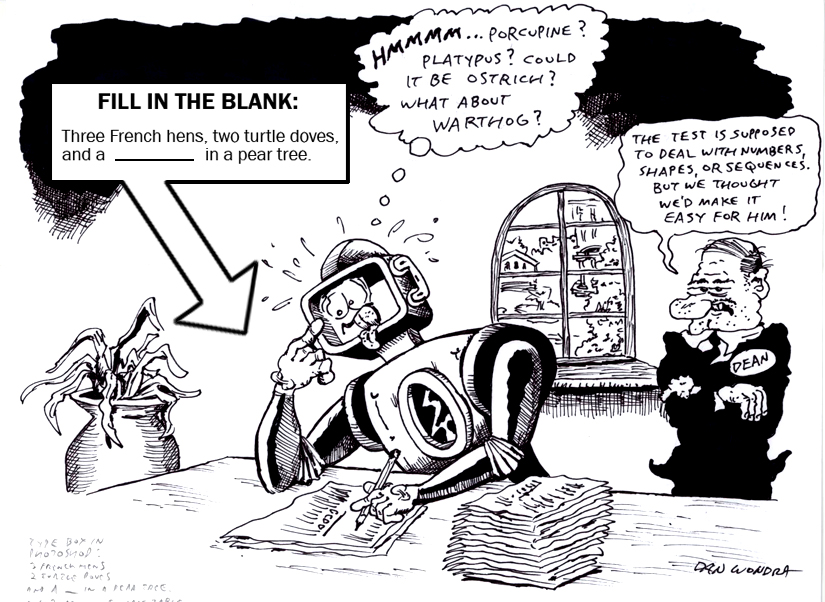 FILL IN THE BLANK:
Three French hens, two turtle doves,
and a ________ in a pear tree.
HMMMM... PORCUPINE?
PLATYPUS? COULD
IT BE OSTRICH?
WHAT ABOUT
WARTHOG?
THE TEST IS SUPPOSED
TO DEAL WITH NUMBERS,
SHAPES, OR SEQUENCES.
BUT WE THOUGHT
WE'D MAKE IT
EASY FOR HIM!
DEAN
TYPE BOX IN
PHOTOSHOP:
3 FRENCH HENS
2 TURTLE DOVES
AND A __ IN A PEAR TREE.
DAN WONDRA